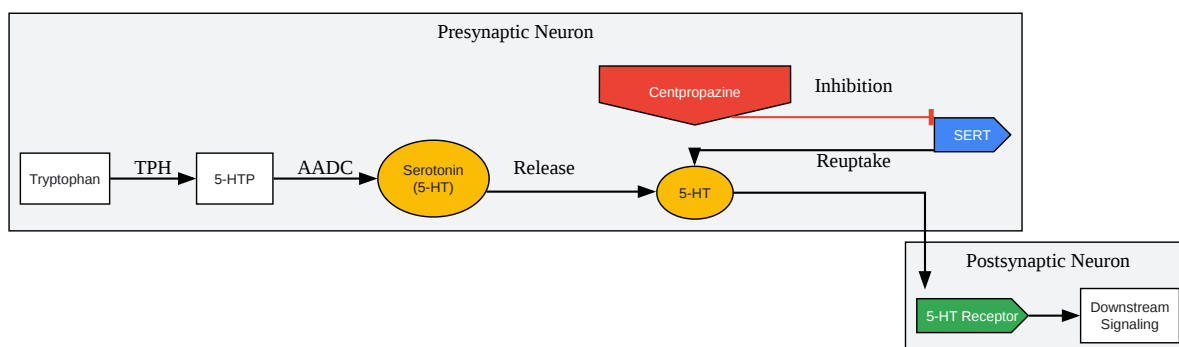 Presynaptic Neuron
Centpropazine
Inhibition
SERT
Tryptophan
TPH
5-HTP
AADC
Serotonin
(5-HT)
Release
5-HT
Reuptake
Postsynaptic Neuron
5-HT Receptor
Downstream
Signaling